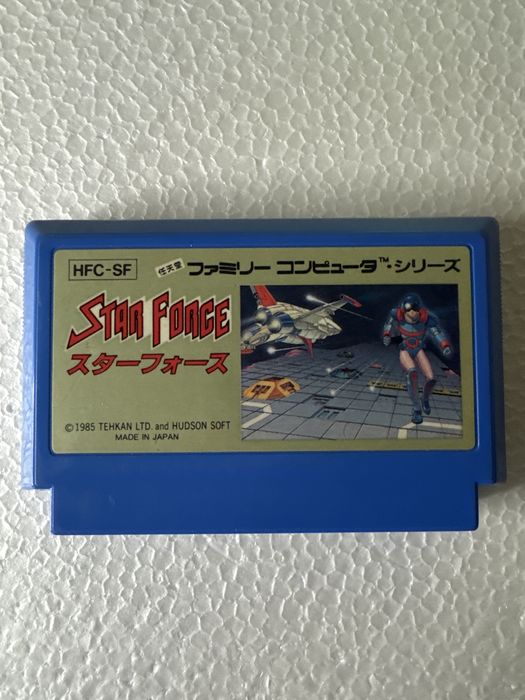 HFC-SF
任天堂 ファミリー コンピュータ™・シリーズ
STAR FORCE
スターフォース
©1985 TEHKAN LTD. and HUDSON SOFT
MADE IN JAPAN